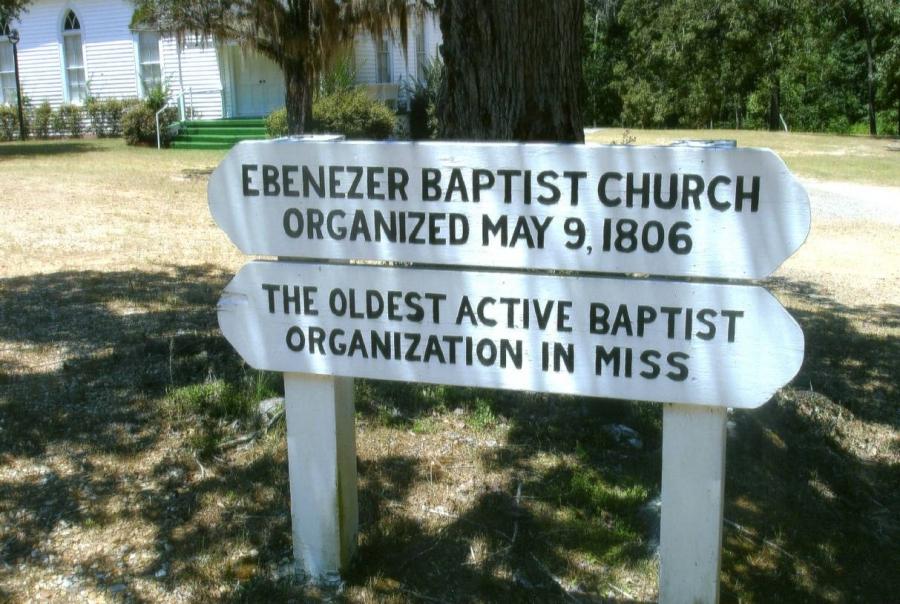 EBENEZER BAPTIST CHURCH
ORGANIZED MAY 9, 1806
THE OLDEST ACTIVE BAPTIST
ORGANIZATION IN MISS